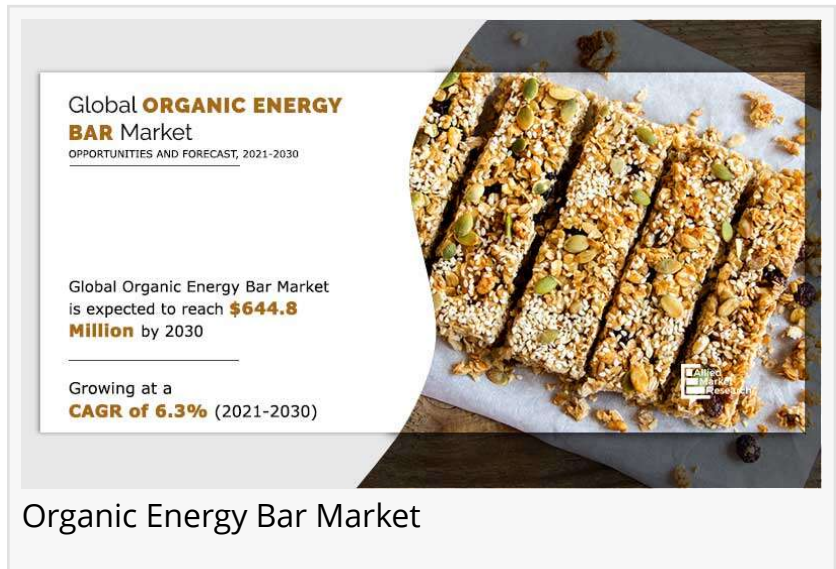 Global ORGANIC ENERGY
BAR Market
OPPORTUNITIES AND FORECAST, 2021-2030
Global Organic Energy Bar Market
is expected to reach $644.8
Million by 2030
Growing at a
CAGR of 6.3% (2021-2030)
Allied
Market
Research
Organic Energy Bar Market